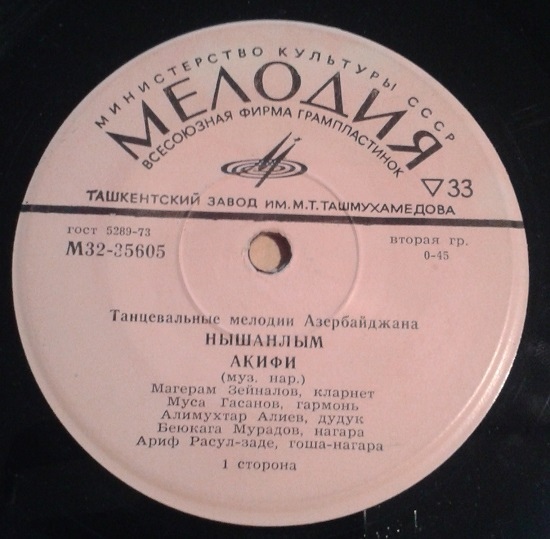 МИНИСТЕРСТВО КУЛЬТУРЫ СССР
МЕЛОДИЯ
ВСЕСОЮЗНАЯ ФИРМА ГРАМПЛАСТИНОК
▽33
ТАШКЕНТСКИЙ ЗАВОД ИМ. М.Т. ТАШМУХАМЕДОВА
гост 5289-73
М32-35605
вторая гр.
0-45
Танцевальные мелодии Азербайджана
НЫШАНЛЫМ
АКИФИ
(муз. нар.)
Магерам Зейналов, кларнет
Муса Гасанов, гармонь
Алимухтар Алиев, дудук
Беюкага Мурадов, нагара
Ариф Расул-заде, гоша-нагара
1 сторона